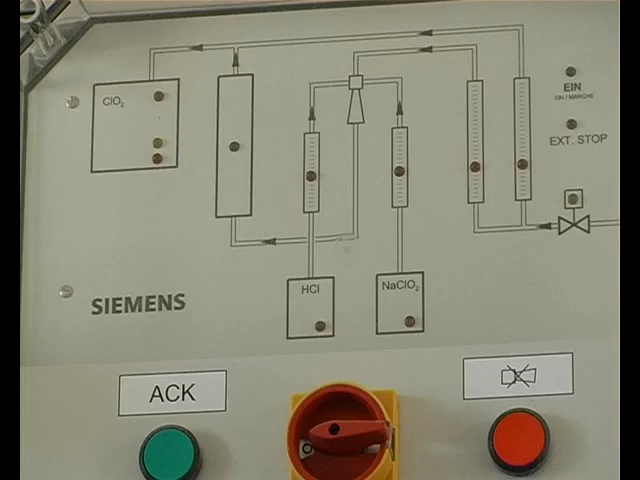 ClO₂
EIN
ON / MARCHE
EXT. STOP
HCl
NaClO₂
SIEMENS
ACK
O